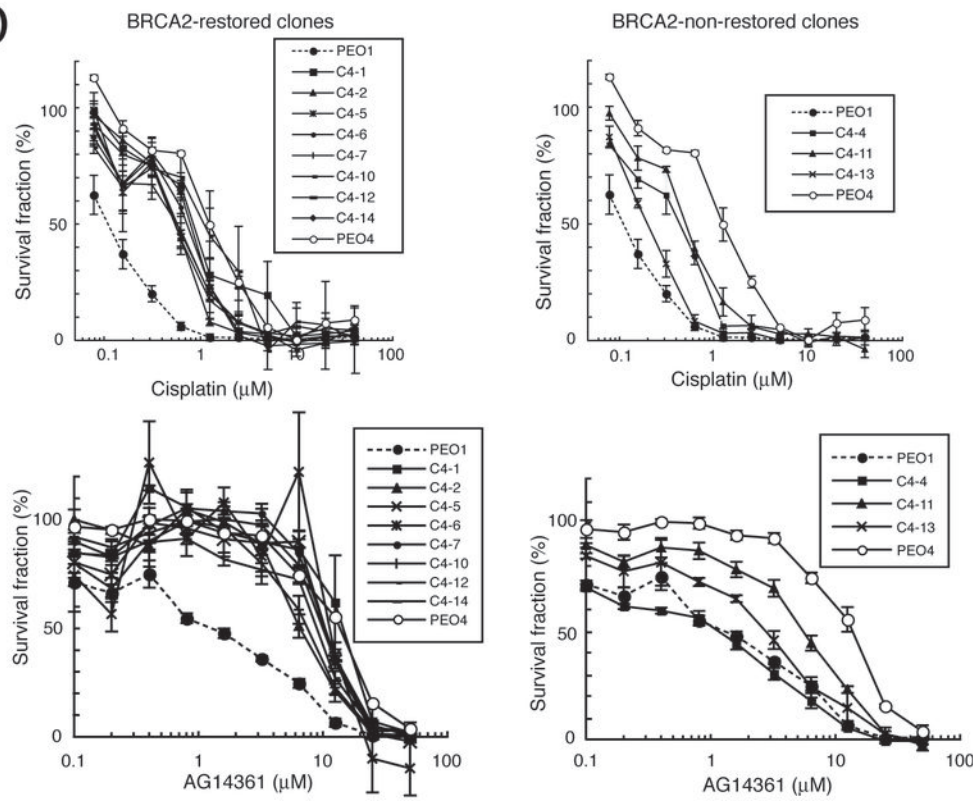 BRCA2-restored clones
BRCA2-non-restored clones
Survival fraction (%)
100
50
0
0.1
1
10
100
Cisplatin (μM)
PEO1
C4-1
C4-2
C4-5
C4-6
C4-7
C4-10
C4-12
C4-14
PEO4
Survival fraction (%)
100
50
0
0.1
1
10
100
Cisplatin (μM)
PEO1
C4-4
C4-11
C4-13
PEO4
Survival fraction (%)
100
50
0
0.1
1
10
100
AG14361 (μM)
PEO1
C4-1
C4-2
C4-5
C4-6
C4-7
C4-10
C4-12
C4-14
PEO4
Survival fraction (%)
100
50
0
0.1
1
10
100
AG14361 (μM)
PEO1
C4-4
C4-11
C4-13
PEO4